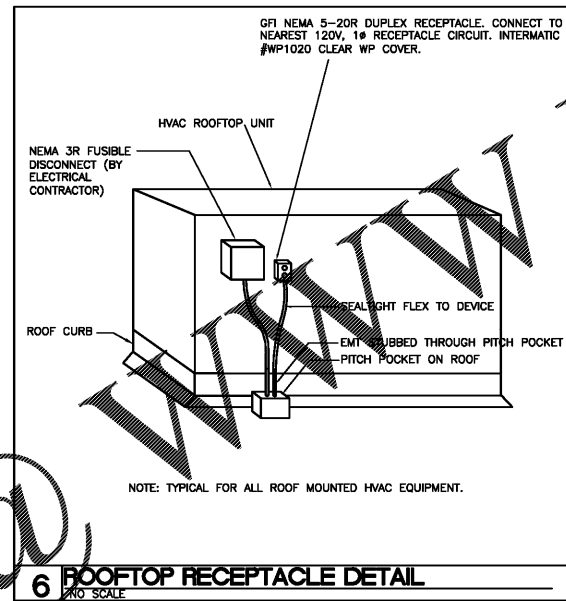 GFI NEMA 5-20R DUPLEX RECEPTACLE. CONNECT TO
NEAREST 120V, 1ø RECEPTACLE CIRCUIT. INTERMATIC
#WP1020 CLEAR WP COVER.
HVAC ROOFTOP UNIT
NEMA 3R FUSIBLE
DISCONNECT (BY
ELECTRICAL
CONTRACTOR)
SEALTIGHT FLEX TO DEVICE
ROOF CURB
EMT STUBBED THROUGH PITCH POCKET
PITCH POCKET ON ROOF
NOTE: TYPICAL FOR ALL ROOF MOUNTED HVAC EQUIPMENT.
6 ROOFTOP RECEPTACLE DETAIL
NO SCALE
@WWW